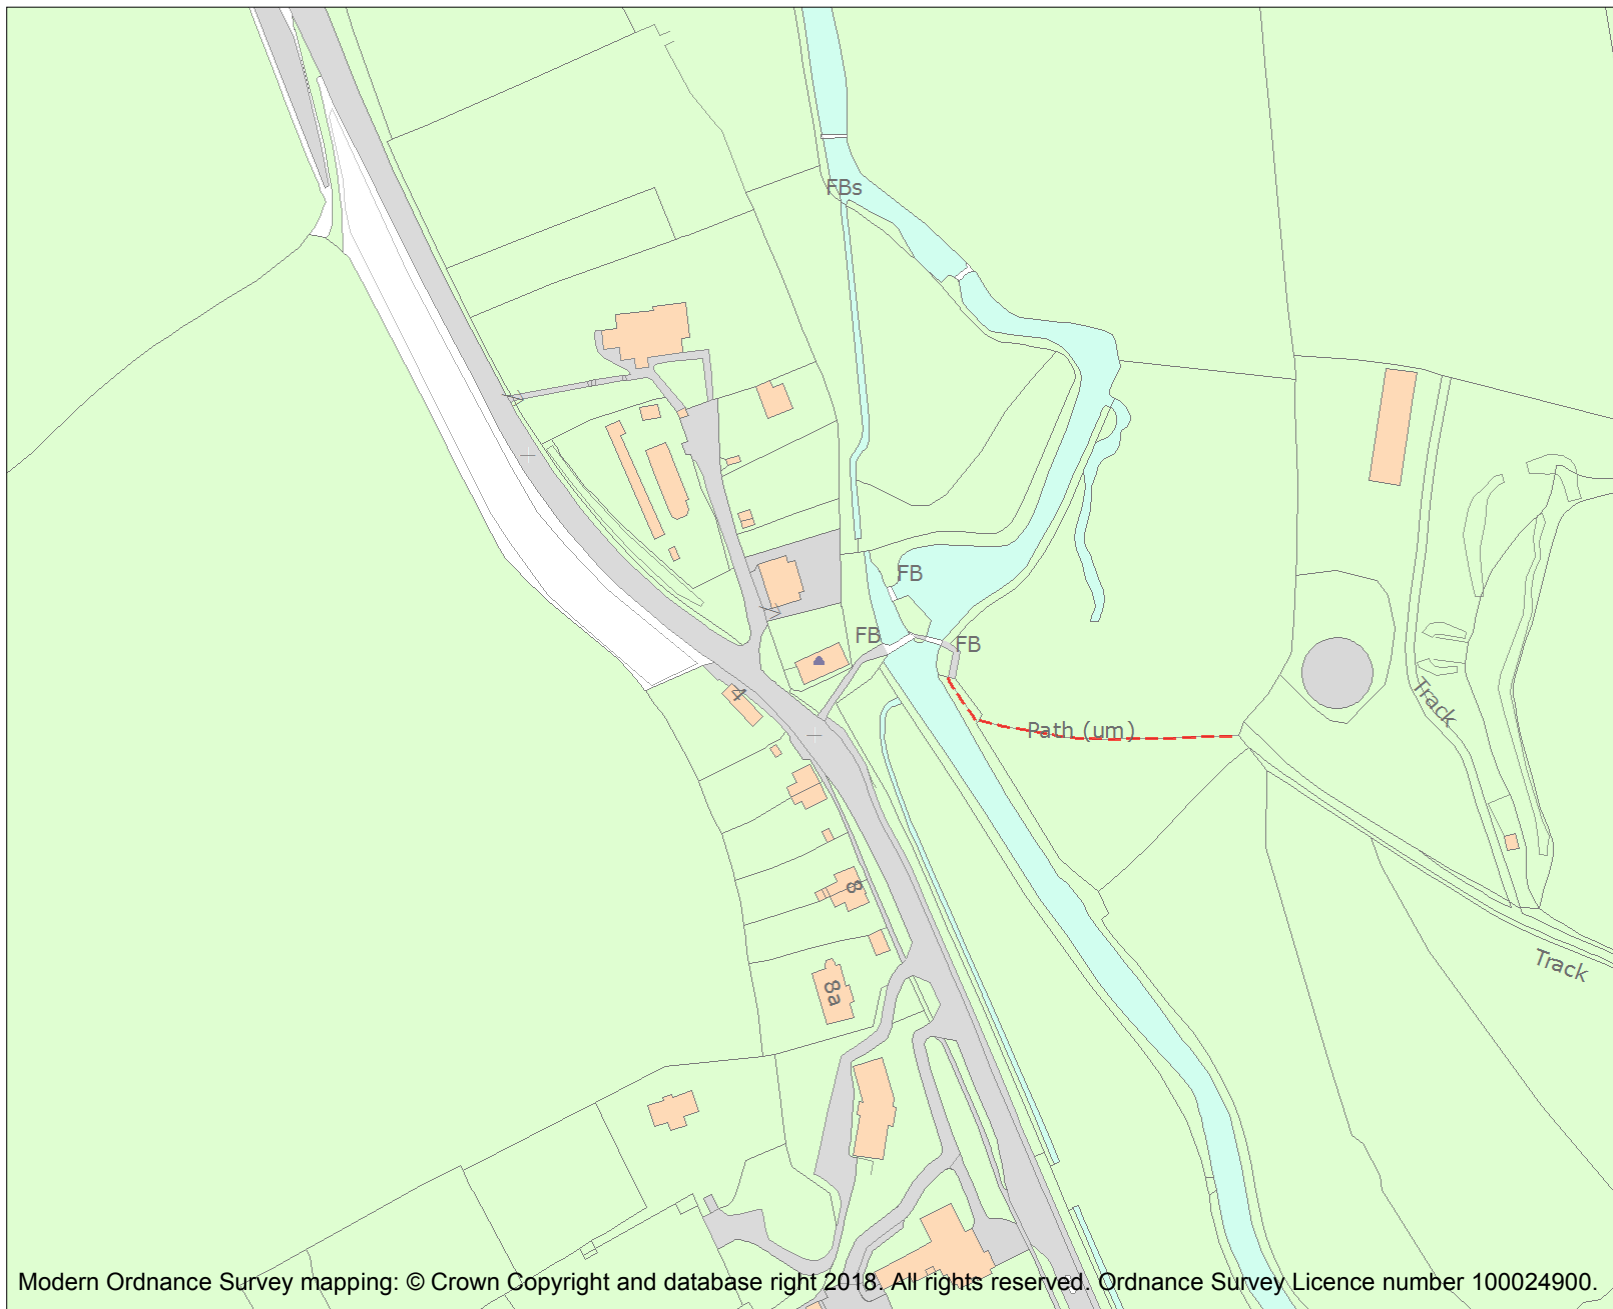 FBs
FB
FB
FB
4
Track
Path (um)
8
Track
8a
Modern Ordnance Survey mapping: © Crown Copyright and database right 2018. All rights reserved. Ordnance Survey Licence number 100024900.